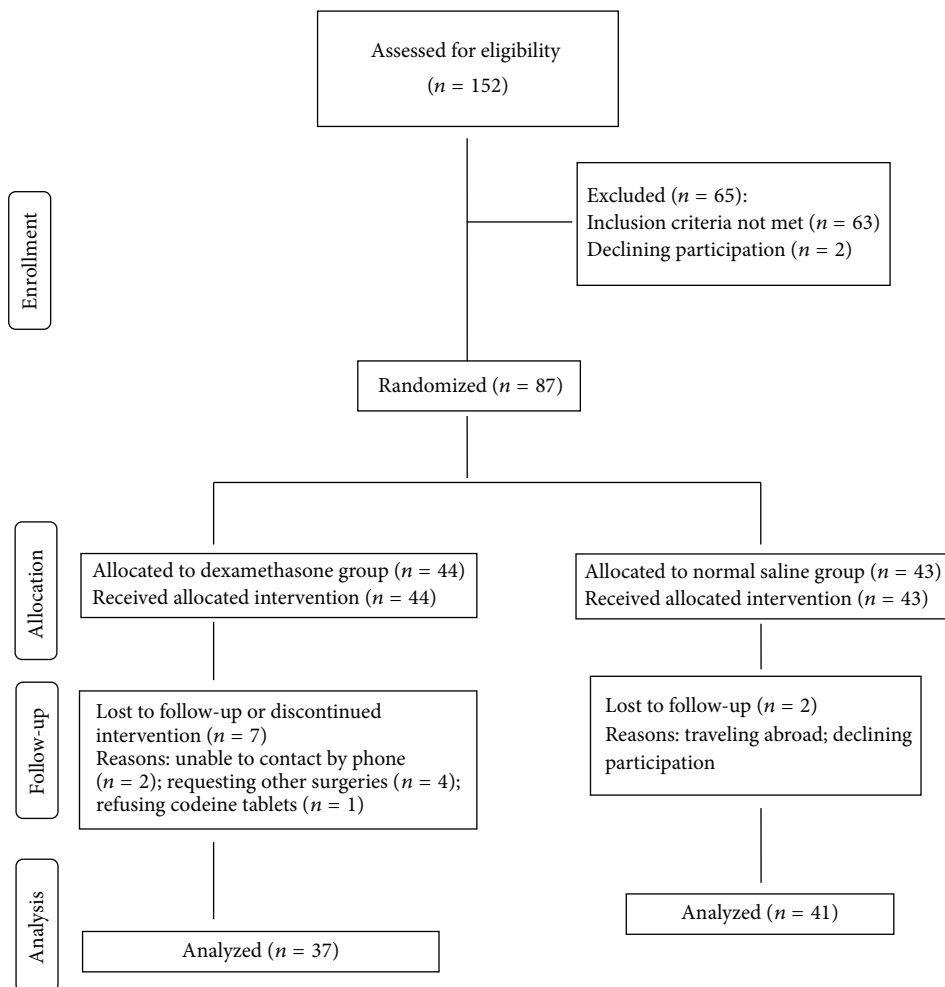 Assessed for eligibility
(n = 152)
Enrollment
Excluded (n = 65):
Inclusion criteria not met (n = 63)
Declining participation (n = 2)
Randomized (n = 87)
Allocation
Allocated to dexamethasone group (n = 44)
Received allocated intervention (n = 44)
Allocated to normal saline group (n = 43)
Received allocated intervention (n = 43)
Follow-up
Lost to follow-up or discontinued
intervention (n = 7)
Reasons: unable to contact by phone
(n = 2); requesting other surgeries (n = 4);
refusing codeine tablets (n = 1)
Lost to follow-up (n = 2)
Reasons: traveling abroad; declining
participation
Analysis
Analyzed (n = 37)
Analyzed (n = 41)